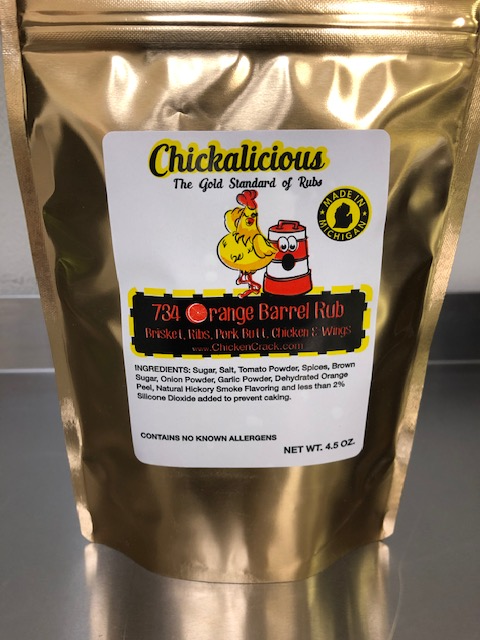 Chickalicious
The Gold Standard of Rubs
MADE IN
MICHIGAN
734 Orange Barrel Rub
Brisket, Ribs, Pork Butt, Chicken & Wings
www.ChickenCrack.com
INGREDIENTS: Sugar, Salt, Tomato Powder, Spices, Brown
Sugar, Onion Powder, Garlic Powder, Dehydrated Orange
Peel, Natural Hickory Smoke Flavoring and less than 2%
Silicone Dioxide added to prevent caking.
CONTAINS NO KNOWN ALLERGENS
NET WT. 4.5 OZ.